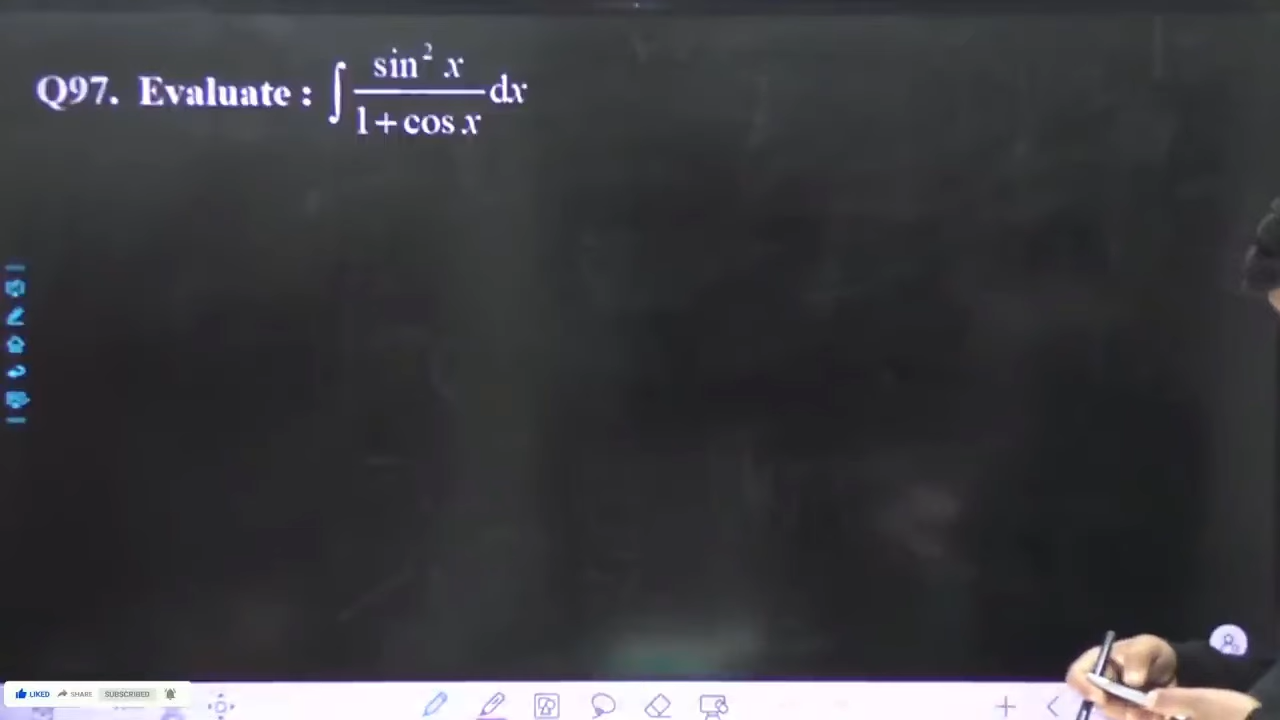 Q97. Evaluate : ∫ sin² x / (1 + cos x) dx
LIKED SHARE SUBSCRIBED